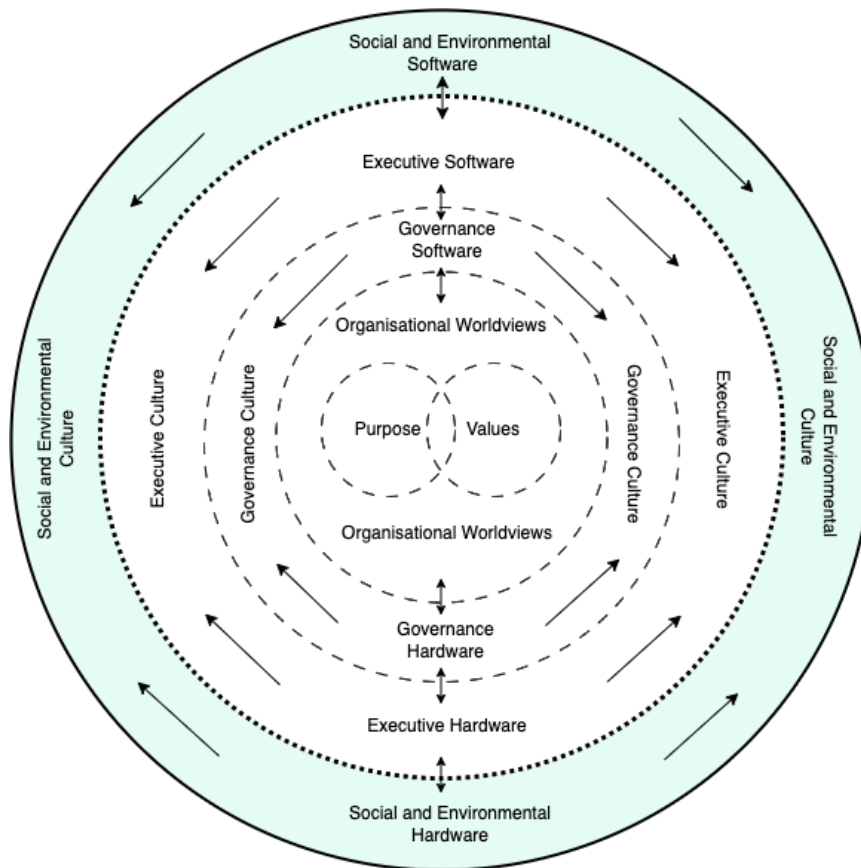 Social and Environmental
Software
Executive Software
Governance
Software
Organisational Worldviews
Social and Environmental
Culture
Executive Culture
Governance Culture
Purpose
Values
Governance Culture
Executive Culture
Social and Environmental
Culture
Organisational Worldviews
Governance
Hardware
Executive Hardware
Social and Environmental
Hardware